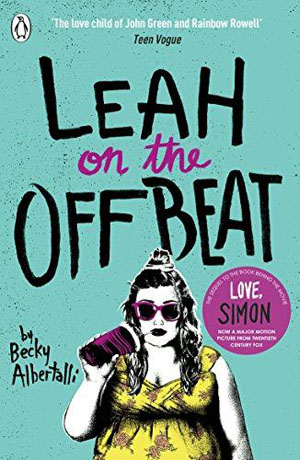 'The love child of John Green and Rainbow Rowell'
Teen Vogue
LEAH
on the
OFFBEAT
by
Becky
Albertalli
THE SEQUEL TO THE BOOK BEHIND THE MOVIE
LOVE,
SIMON
NOW A MAJOR MOTION
PICTURE FROM TWENTIETH
CENTURY FOX